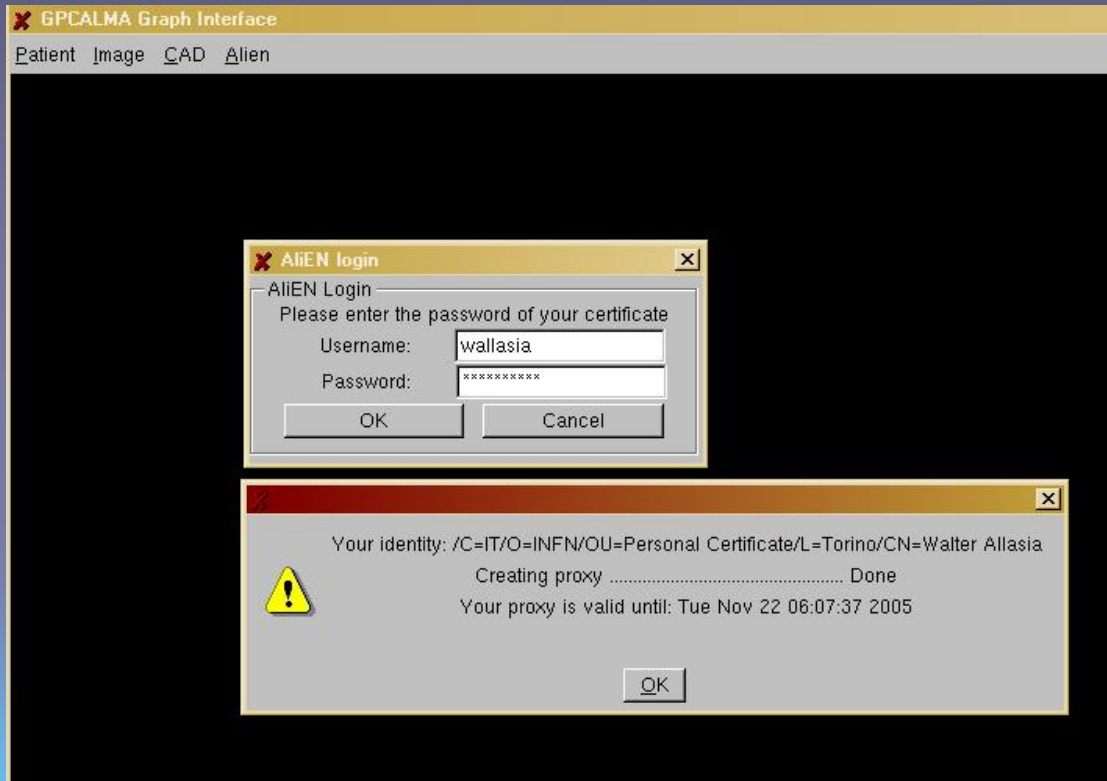 GPCALMA Graph Interface
Patient Image CAD Alien
AliEN login
AliEN Login
Please enter the password of your certificate
Username: wallasia
Password: **********
OK Cancel
Your identity: /C=IT/O=INFN/OU=Personal Certificate/L=Torino/CN=Walter Allasia
Creating proxy .................................................. Done
Your proxy is valid until: Tue Nov 22 06:07:37 2005
OK